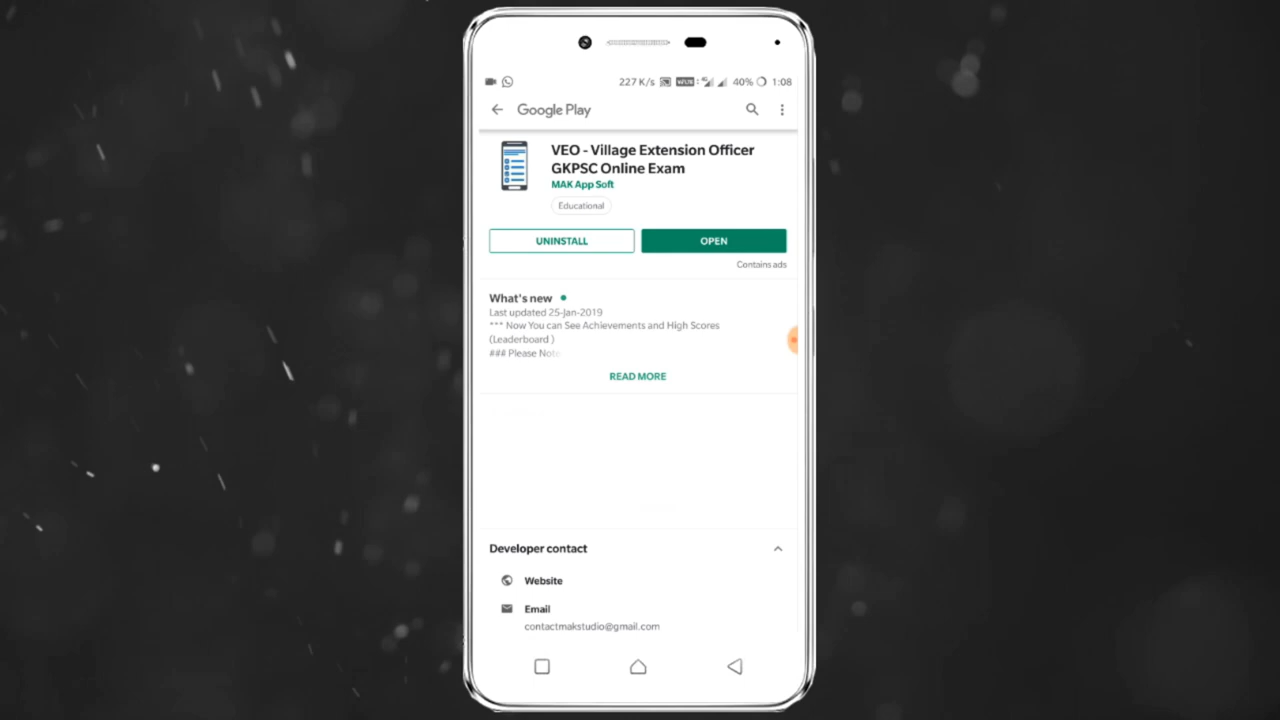 227 K/s VoLTE 4G 40% 1:08
Google Play
VEO - Village Extension Officer
GKPSC Online Exam
MAK App Soft
Educational
UNINSTALL
OPEN
Contains ads
What's new
Last updated 25-Jan-2019
*** Now You can See Achievements and High Scores
(Leaderboard )
### Please Note
READ MORE
Developer contact
Website
Email
contactmakstudio@gmail.com